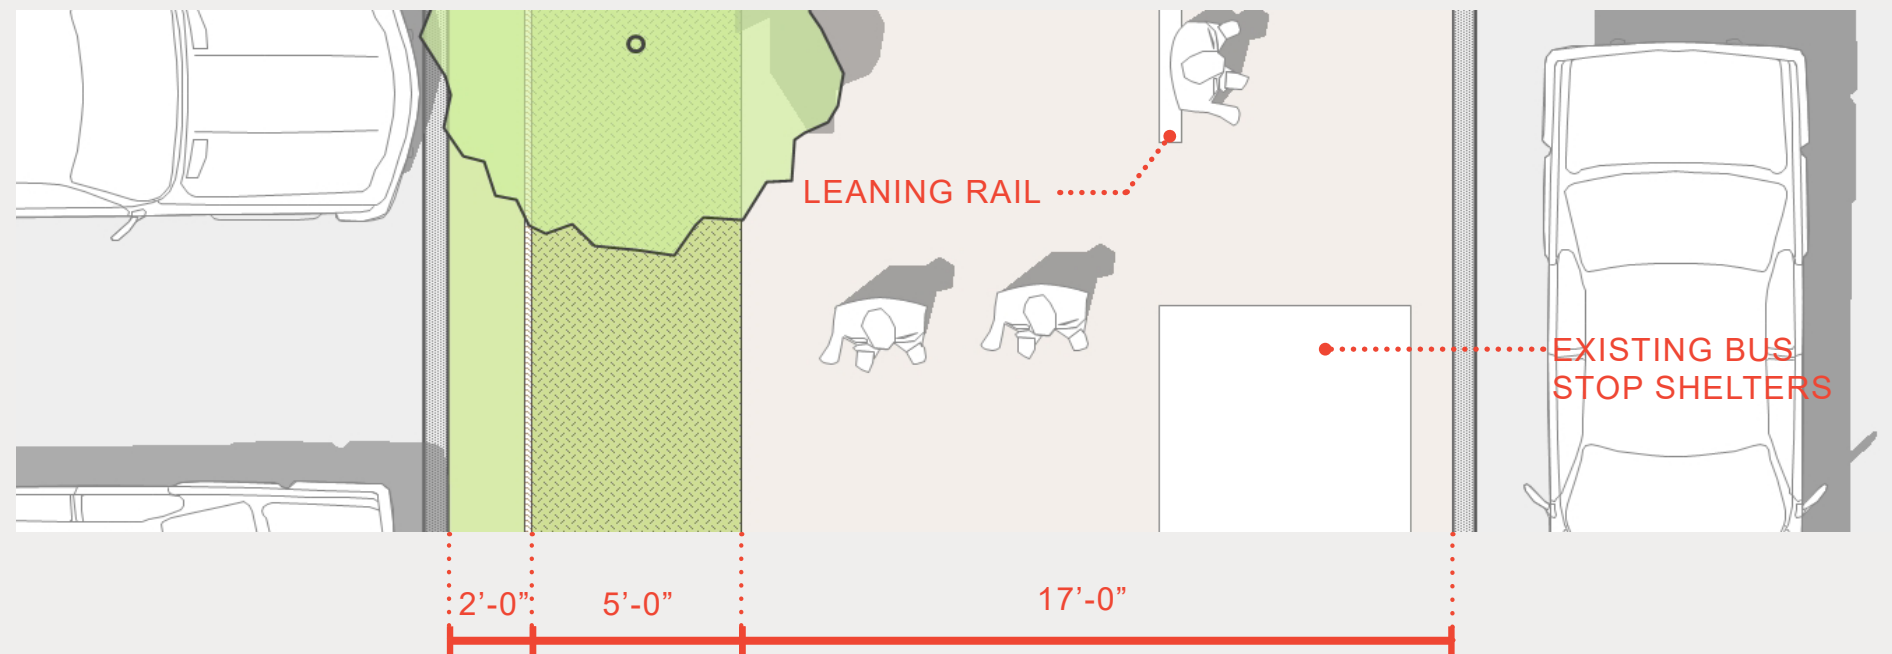 LEANING RAIL
EXISTING BUS
STOP SHELTERS
2’-0”
5’-0”
17’-0”